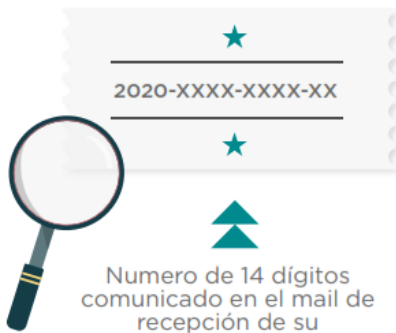 2020-XXXX-XXXX-XX
Numero de 14 dígitos
comunicado en el mail de
recepción de su